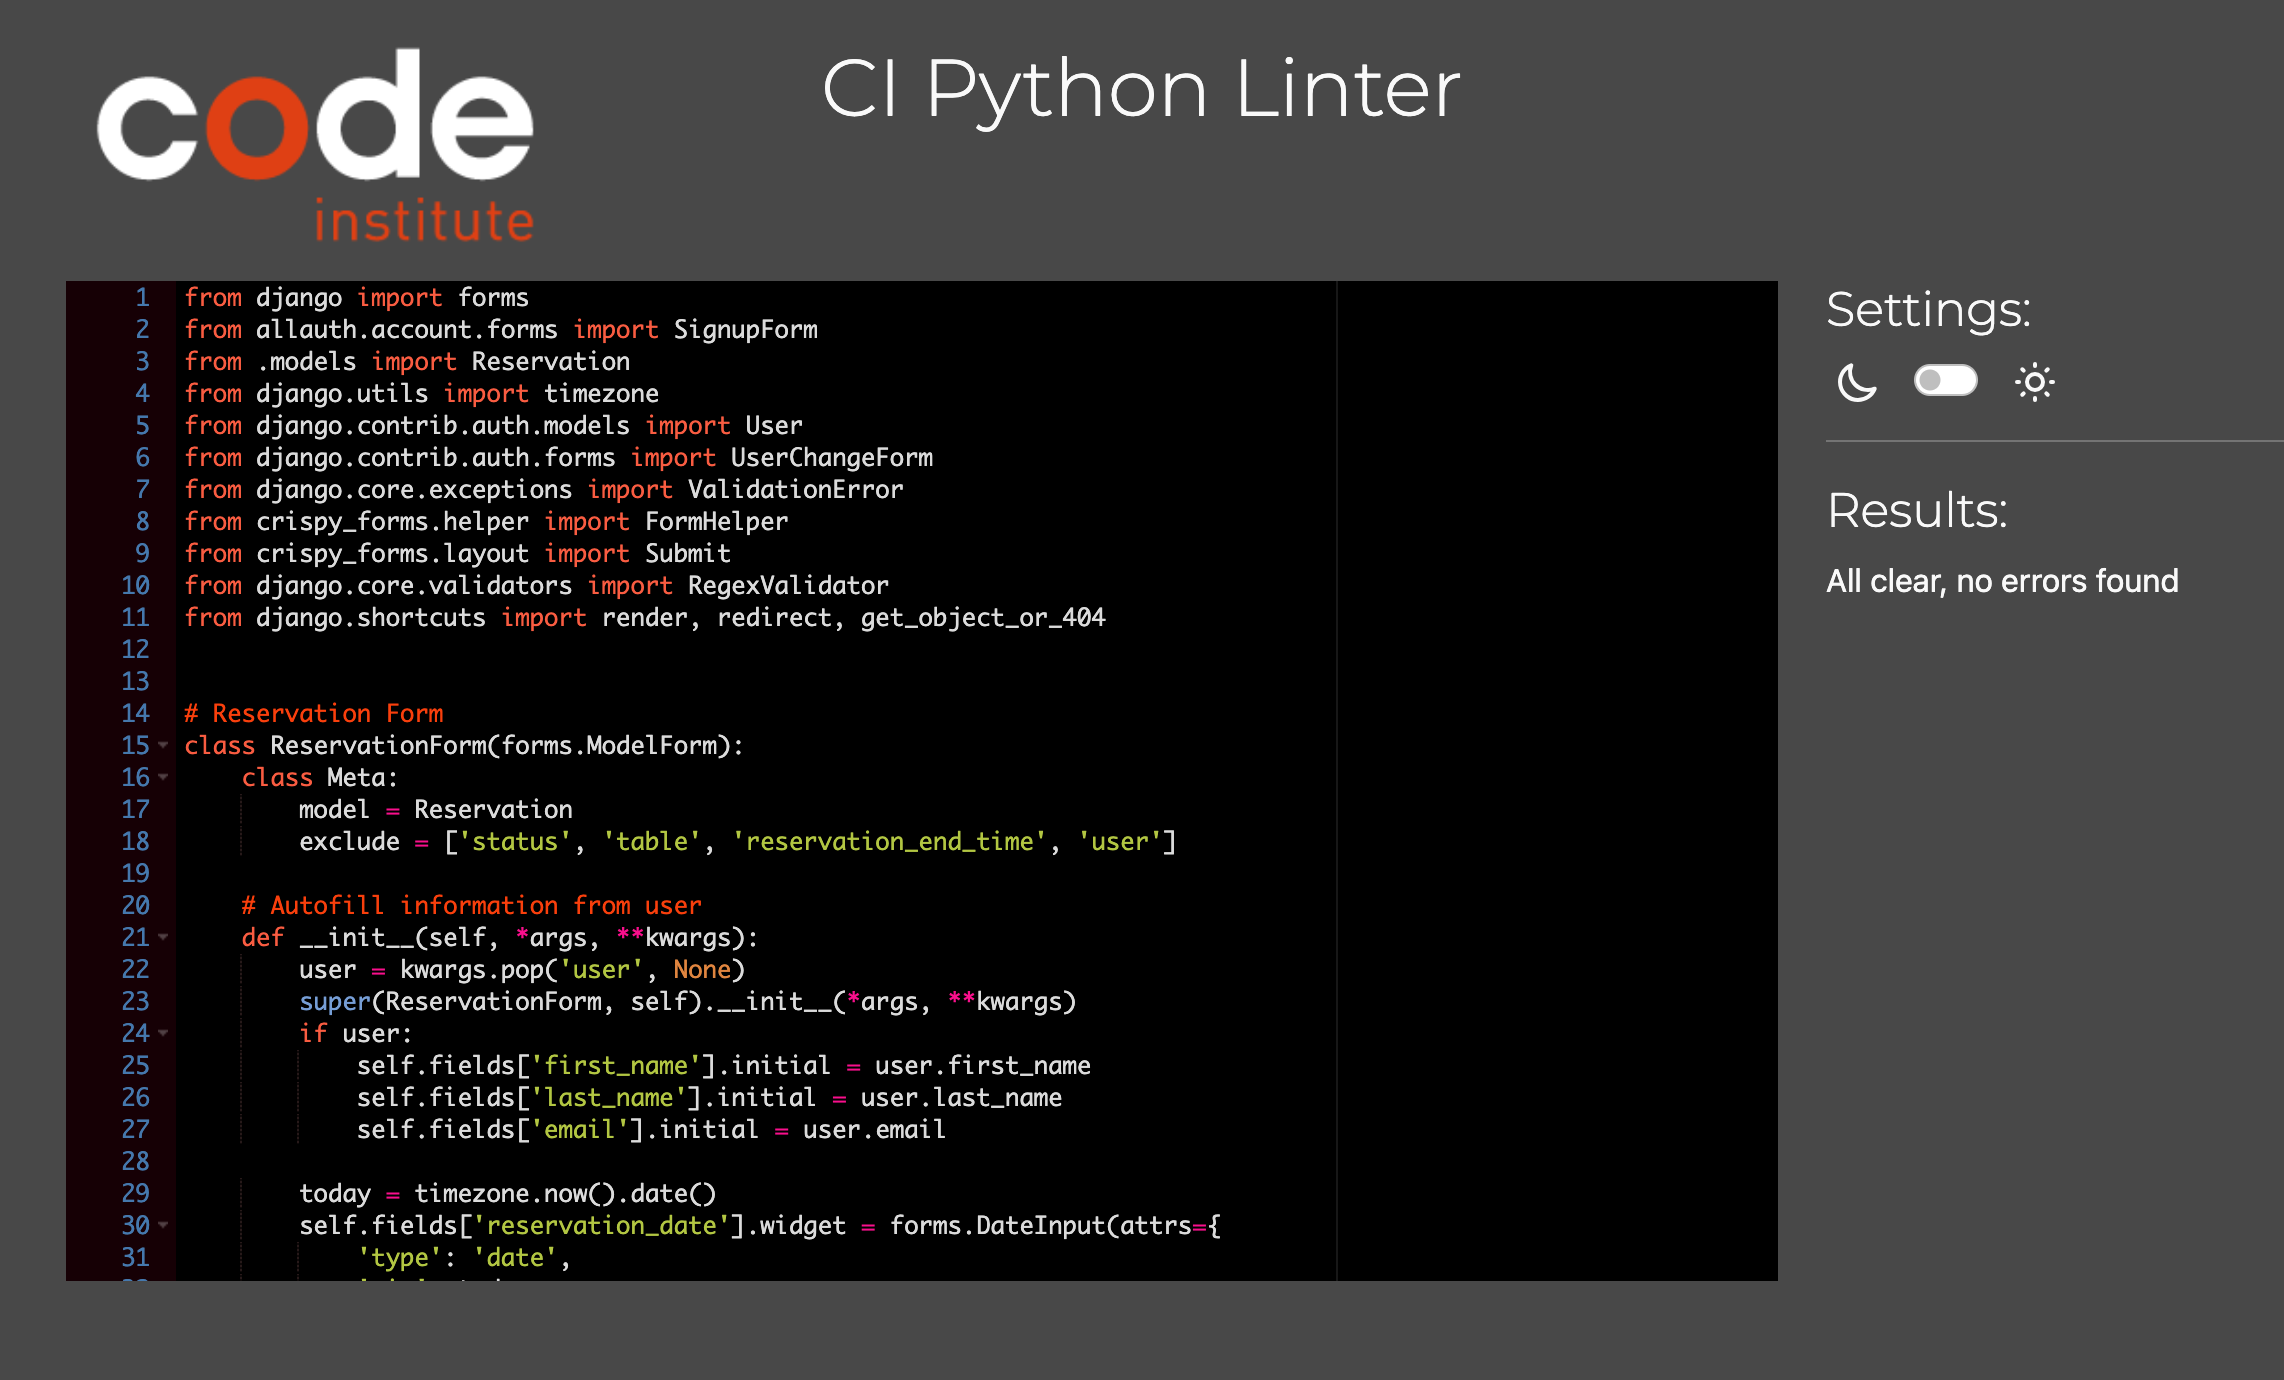 code
institute
CI Python Linter
1 from django import forms
2 from allauth.account.forms import SignupForm
3 from .models import Reservation
4 from django.utils import timezone
5 from django.contrib.auth.models import User
6 from django.contrib.auth.forms import UserChangeForm
7 from django.core.exceptions import ValidationError
8 from crispy_forms.helper import FormHelper
9 from crispy_forms.layout import Submit
10 from django.core.validators import RegexValidator
11 from django.shortcuts import render, redirect, get_object_or_404
12
13
14 # Reservation Form
15 class ReservationForm(forms.ModelForm):
16     class Meta:
17         model = Reservation
18         exclude = ['status', 'table', 'reservation_end_time', 'user']
19
20     # Autofill information from user
21     def __init__(self, *args, **kwargs):
22         user = kwargs.pop('user', None)
23         super(ReservationForm, self).__init__(*args, **kwargs)
24         if user:
25             self.fields['first_name'].initial = user.first_name
26             self.fields['last_name'].initial = user.last_name
27             self.fields['email'].initial = user.email
28
29         today = timezone.now().date()
30         self.fields['reservation_date'].widget = forms.DateInput(attrs={
31             'type': 'date',
Settings:
Results:
All clear, no errors found